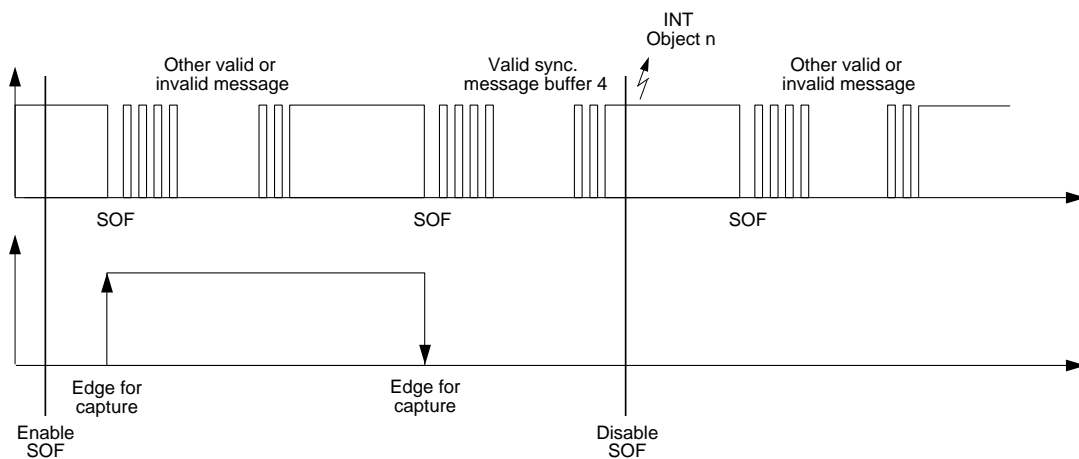 INT
Object n
Other valid or
invalid message
Valid sync.
message buffer 4
Other valid or
invalid message
SOF
SOF
SOF
Edge for
capture
Edge for
capture
Enable
SOF
Disable
SOF